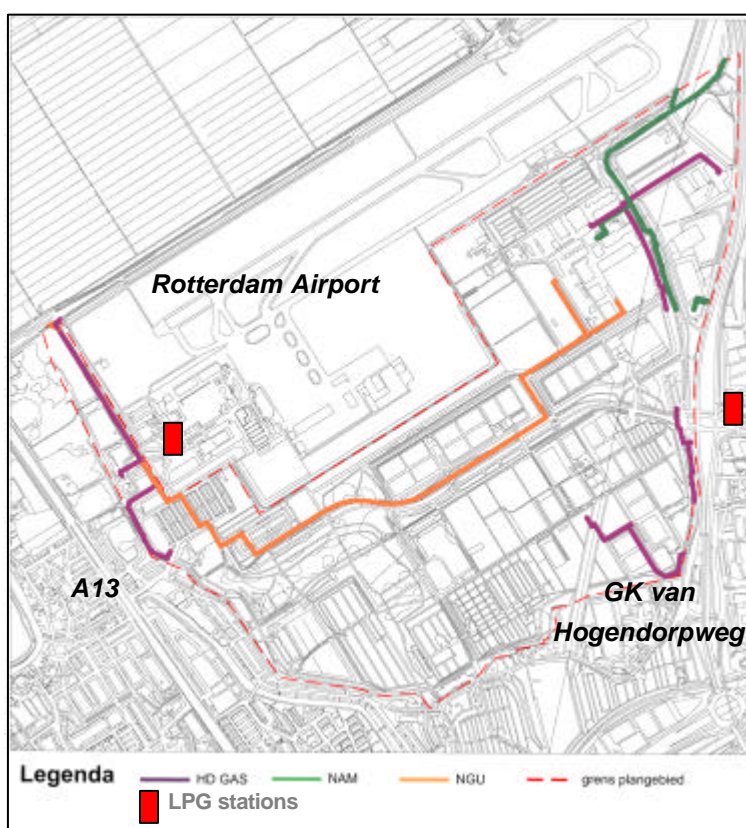 Rotterdam Airport
A13
GK van
Hogendorpweg
Legenda HD GAS NAM NGU grens plangebied
LPG stations